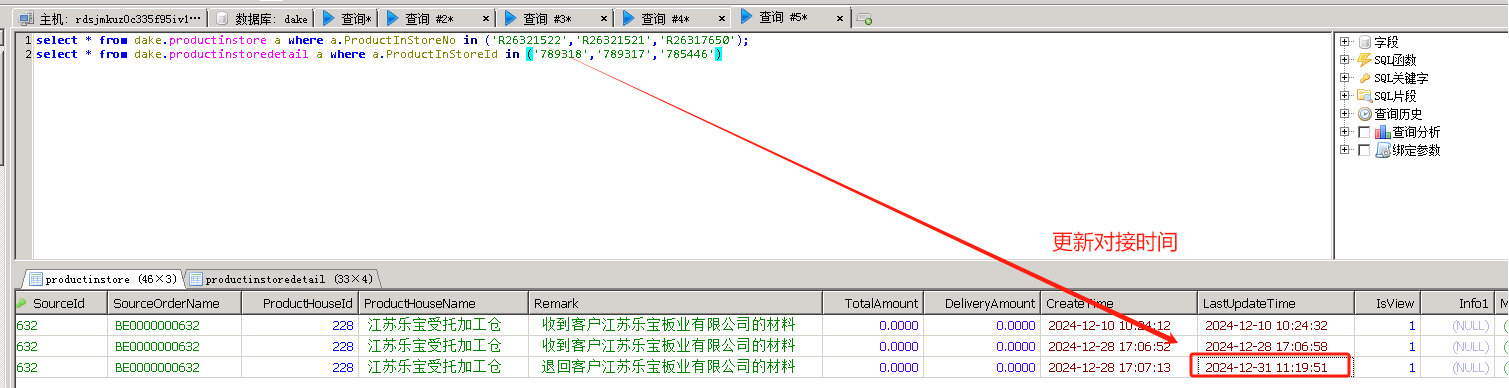 主机: rdsjmkuz0c335f95iv1··· 数据库: dake 查询* 查询 #2* × 查询 #3* × 查询 #4* × 查询 #5* ×
1 select * from dake.productinstore a where a.ProductInStoreNo in ('R26321522','R26321521','R26317650');
2 select * from dake.productinstoredetail a where a.ProductInStoreId in ('789318','789317','785446')
字段
SQL函数
SQL关键字
SQL片段
查询历史
查询分析
绑定参数
更新对接时间
productinstore (46×3) productinstoredetail (33×4)
SourceId SourceOrderName ProductHouseId ProductHouseName Remark TotalAmount DeliveryAmount CreateTime LastUpdateTime IsView Info1
632 BE0000000632 228 江苏乐宝受托加工仓 收到客户江苏乐宝板业有限公司的材料 0.0000 0.0000 2024-12-10 10:24:12 2024-12-10 10:24:32 1 (NULL)
632 BE0000000632 228 江苏乐宝受托加工仓 收到客户江苏乐宝板业有限公司的材料 0.0000 0.0000 2024-12-28 17:06:52 2024-12-28 17:06:58 1 (NULL)
632 BE0000000632 228 江苏乐宝受托加工仓 退回客户江苏乐宝板业有限公司的材料 0.0000 0.0000 2024-12-28 17:07:13 2024-12-31 11:19:51 1 (NULL)